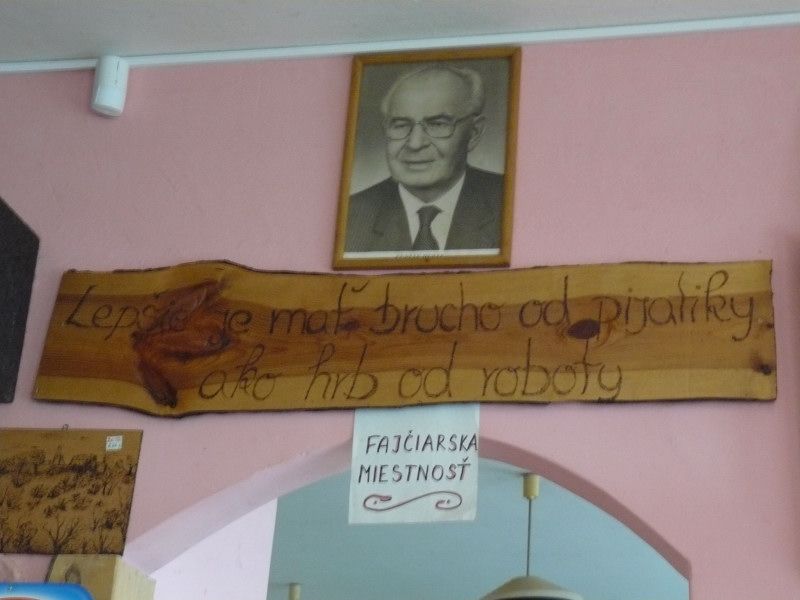 Lepšie je mať brucho od pijatiky
ako hrb od roboty
FAJČIARSKA
MIESTNOSŤ